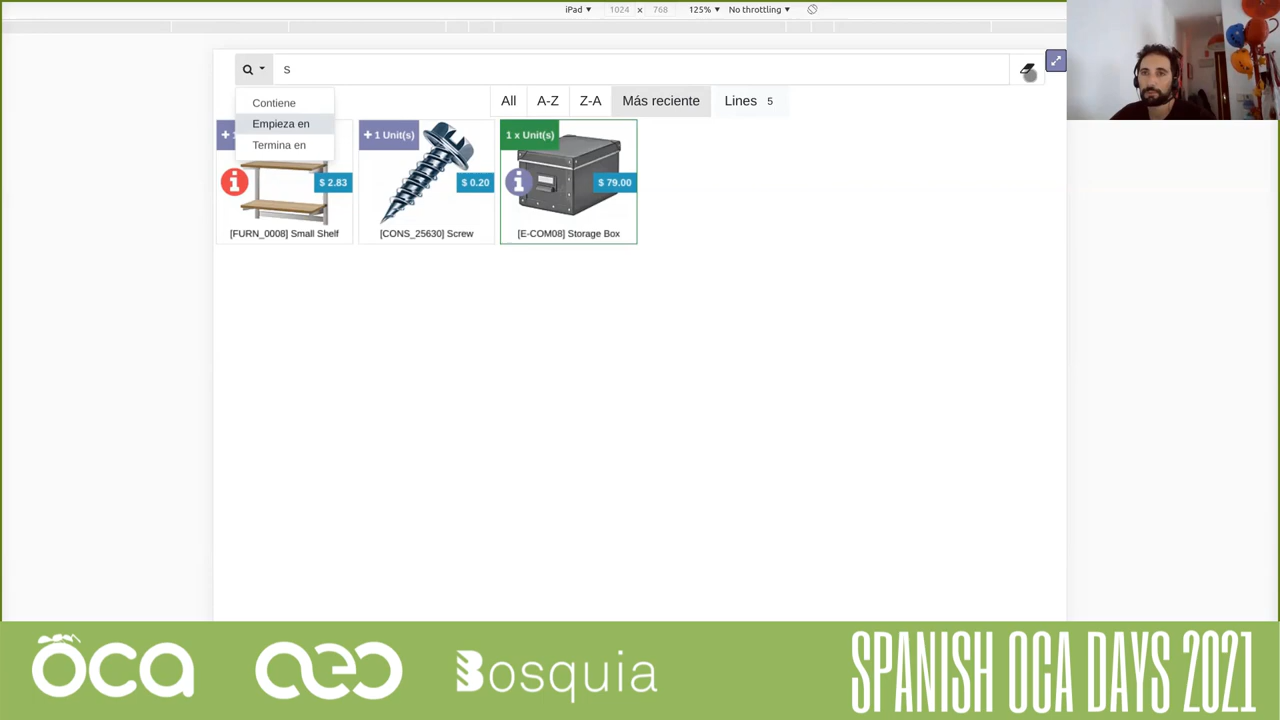 iPad ▼ 1024 × 768 125% ▼ No throttling ▼
S
Contiene
Empieza en
Termina en
All A-Z Z-A Más reciente Lines 5
+ 1 Unit(s)
1 x Unit(s)
$ 2.83
$ 0.20
$ 79.00
[FURN_0008] Small Shelf
[CONS_25630] Screw
[E-COM08] Storage Box
oca aeo Bosquia SPANISH OCA DAYS 2021